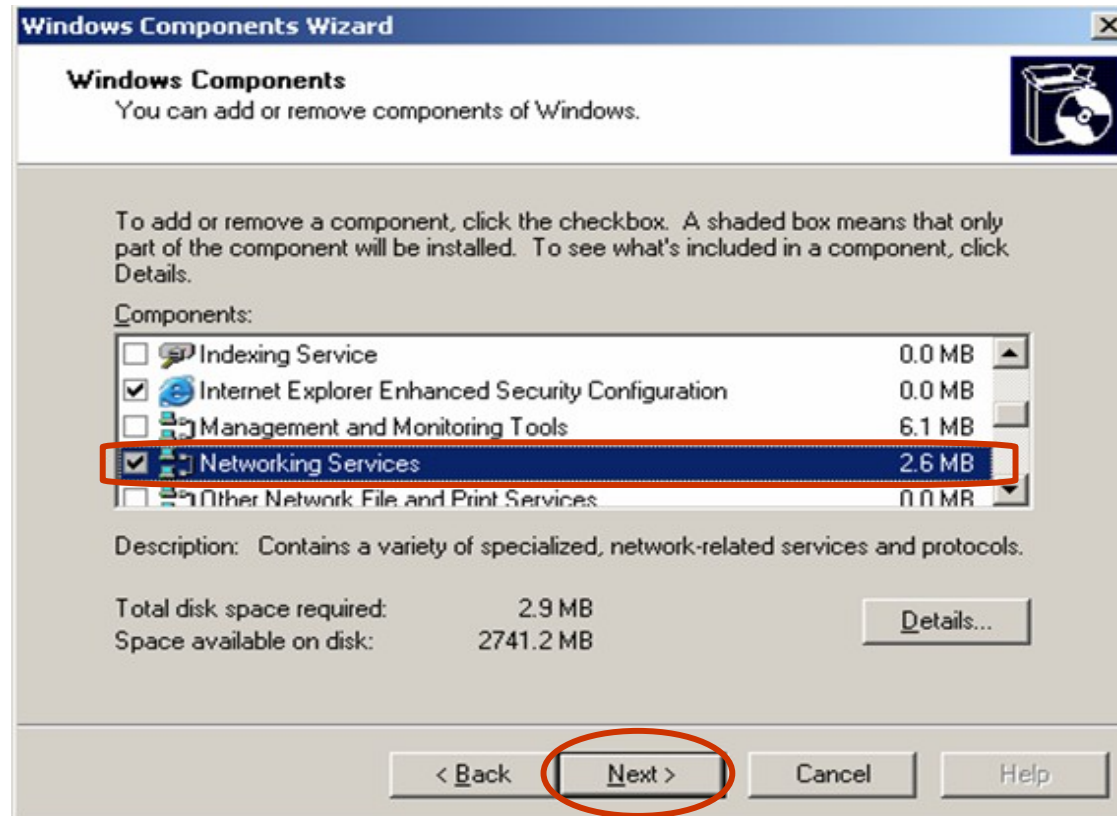 Windows Components Wizard
Windows Components
You can add or remove components of Windows.
To add or remove a component, click the checkbox. A shaded box means that only
part of the component will be installed. To see what's included in a component, click
Details.
Components:
Indexing Service 0.0 MB
Internet Explorer Enhanced Security Configuration 0.0 MB
Management and Monitoring Tools 6.1 MB
Networking Services 2.6 MB
Other Network File and Print Services 0.0 MB
Description: Contains a variety of specialized, network-related services and protocols.
Total disk space required: 2.9 MB
Space available on disk: 2741.2 MB
Details...
< Back Next > Cancel Help